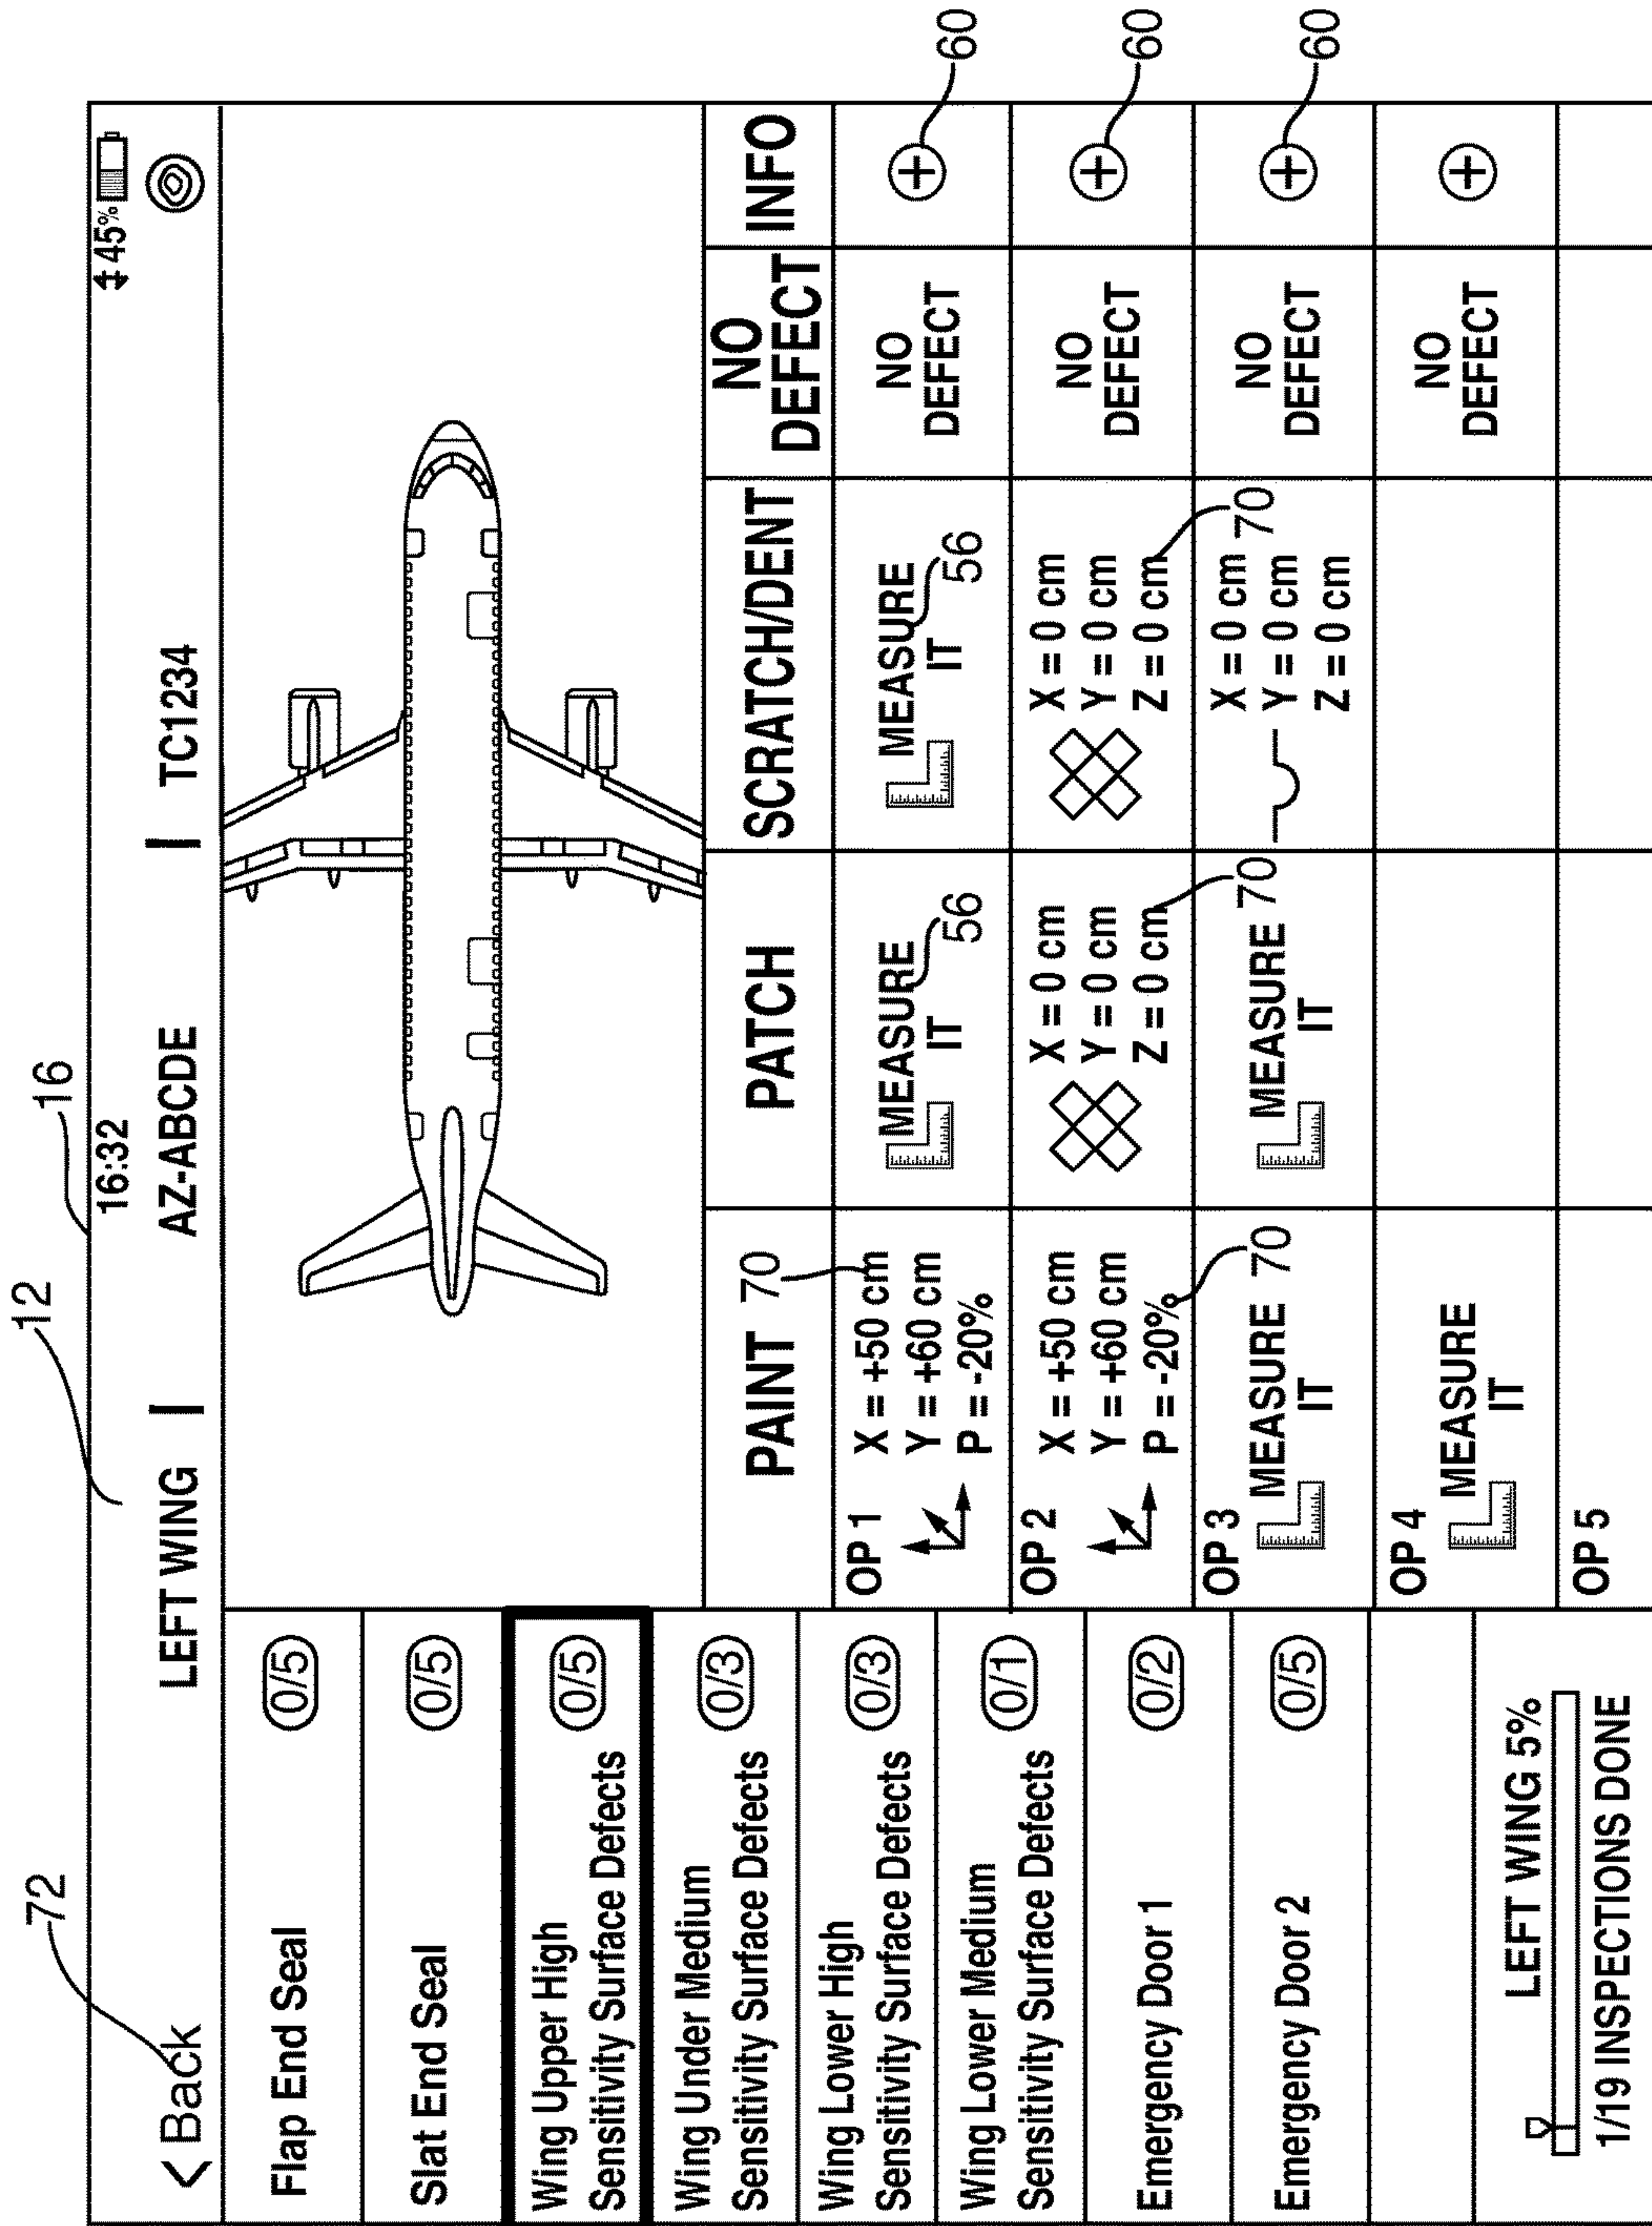 12
16
72
16:32
45%
< Back
LEFT WING | AZ-ABCDE | TC1234
Flap End Seal 0/5
Slat End Seal 0/5
Wing Upper High
Sensitivity Surface Defects 0/5
Wing Under Medium
Sensitivity Surface Defects 0/3
Wing Lower High
Sensitivity Surface Defects 0/3
Wing Lower Medium
Sensitivity Surface Defects 0/1
Emergency Door 1 0/2
Emergency Door 2 0/5
LEFT WING 5%
1/19 INSPECTIONS DONE
PAINT
PATCH
SCRATCH/DENT
NO
DEFECT
INFO
OP 1
X = +50 cm
Y = +60 cm
P = -20%
70
MEASURE
IT
56
MEASURE
IT
56
NO
DEFECT
60
OP 2
X = +50 cm
Y = +60 cm
P = -20%
70
X = 0 cm
Y = 0 cm
Z = 0 cm
70
X = 0 cm
Y = 0 cm
Z = 0 cm
70
NO
DEFECT
60
OP 3
MEASURE
IT
MEASURE
IT
X = 0 cm
Y = 0 cm
Z = 0 cm
NO
DEFECT
60
OP 4
MEASURE
IT
NO
DEFECT
OP 5